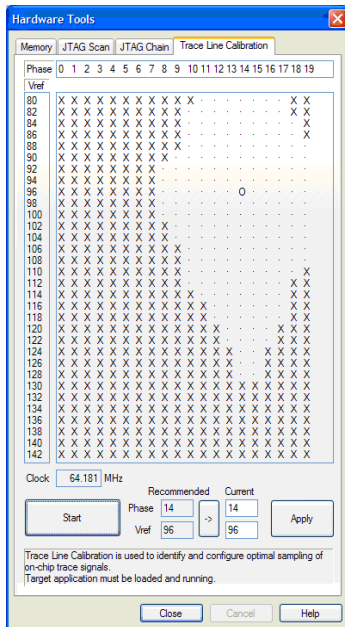 Hardware Tools
Memory JTAG Scan JTAG Chain Trace Line Calibration
Phase 0 1 2 3 4 5 6 7 8 9 10 11 12 13 14 15 16 17 18 19
Vref
80 X X X X X X X X X X X · · · · · · · X X
82 X X X X X X X X X X · · · · · · · · X X
84 X X X X X X X X X X · · · · · · · · · X
86 X X X X X X X X X X · · · · · · · · · X
88 X X X X X X X X X X · · · · · · · · · ·
90 X X X X X X X X X · · · · · · · · · · ·
92 X X X X X X X X · · · · · · · · · · · ·
94 X X X X X X X X · · · · · · · · · · · ·
96 X X X X X X X X · · · · · · O · · · · ·
98 X X X X X X X X · · · · · · · · · · · ·
100 X X X X X X X X · · · · · · · · · · · ·
102 X X X X X X X X X · · · · · · · · · · ·
104 X X X X X X X X X · · · · · · · · · · ·
106 X X X X X X X X X X · · · · · · · · · ·
108 X X X X X X X X X X · · · · · · · · · ·
110 X X X X X X X X X X · · · · · · · · · X
112 X X X X X X X X X X · · · · · · · · X X
114 X X X X X X X X X X X · · · · · · · X X
116 X X X X X X X X X X X X · · · · · · X X
118 X X X X X X X X X X X X · · · · · · X X
120 X X X X X X X X X X X X X · · · · X X X
122 X X X X X X X X X X X X X · · · · X X X
124 X X X X X X X X X X X X X X · · X X X X
126 X X X X X X X X X X X X X X · · X X X X
128 X X X X X X X X X X X X X X · · X X X X
130 X X X X X X X X X X X X X X X X X X X X
132 X X X X X X X X X X X X X X X X X X X X
134 X X X X X X X X X X X X X X X X X X X X
136 X X X X X X X X X X X X X X X X X X X X
138 X X X X X X X X X X X X X X X X X X X X
140 X X X X X X X X X X X X X X X X X X X X
142 X X X X X X X X X X X X X X X X X X X X
Clock 64.181 MHz
Recommended Current
Start Phase 14 -> 14 Apply
Vref 96 96
Trace Line Calibration is used to identify and configure optimal sampling of
on-chip trace signals.
Target application must be loaded and running.
Close Cancel Help